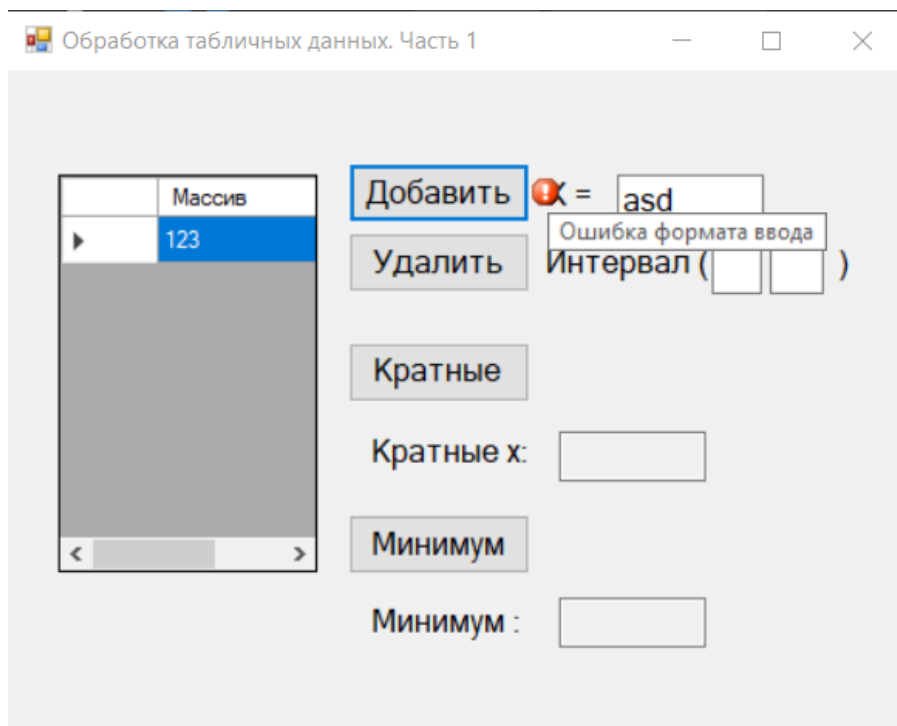 Обработка табличных данных. Часть 1
Массив
123
Добавить
X =
asd
Ошибка формата ввода
Удалить
Интервал ( )
Кратные
Кратные х:
Минимум
Минимум :